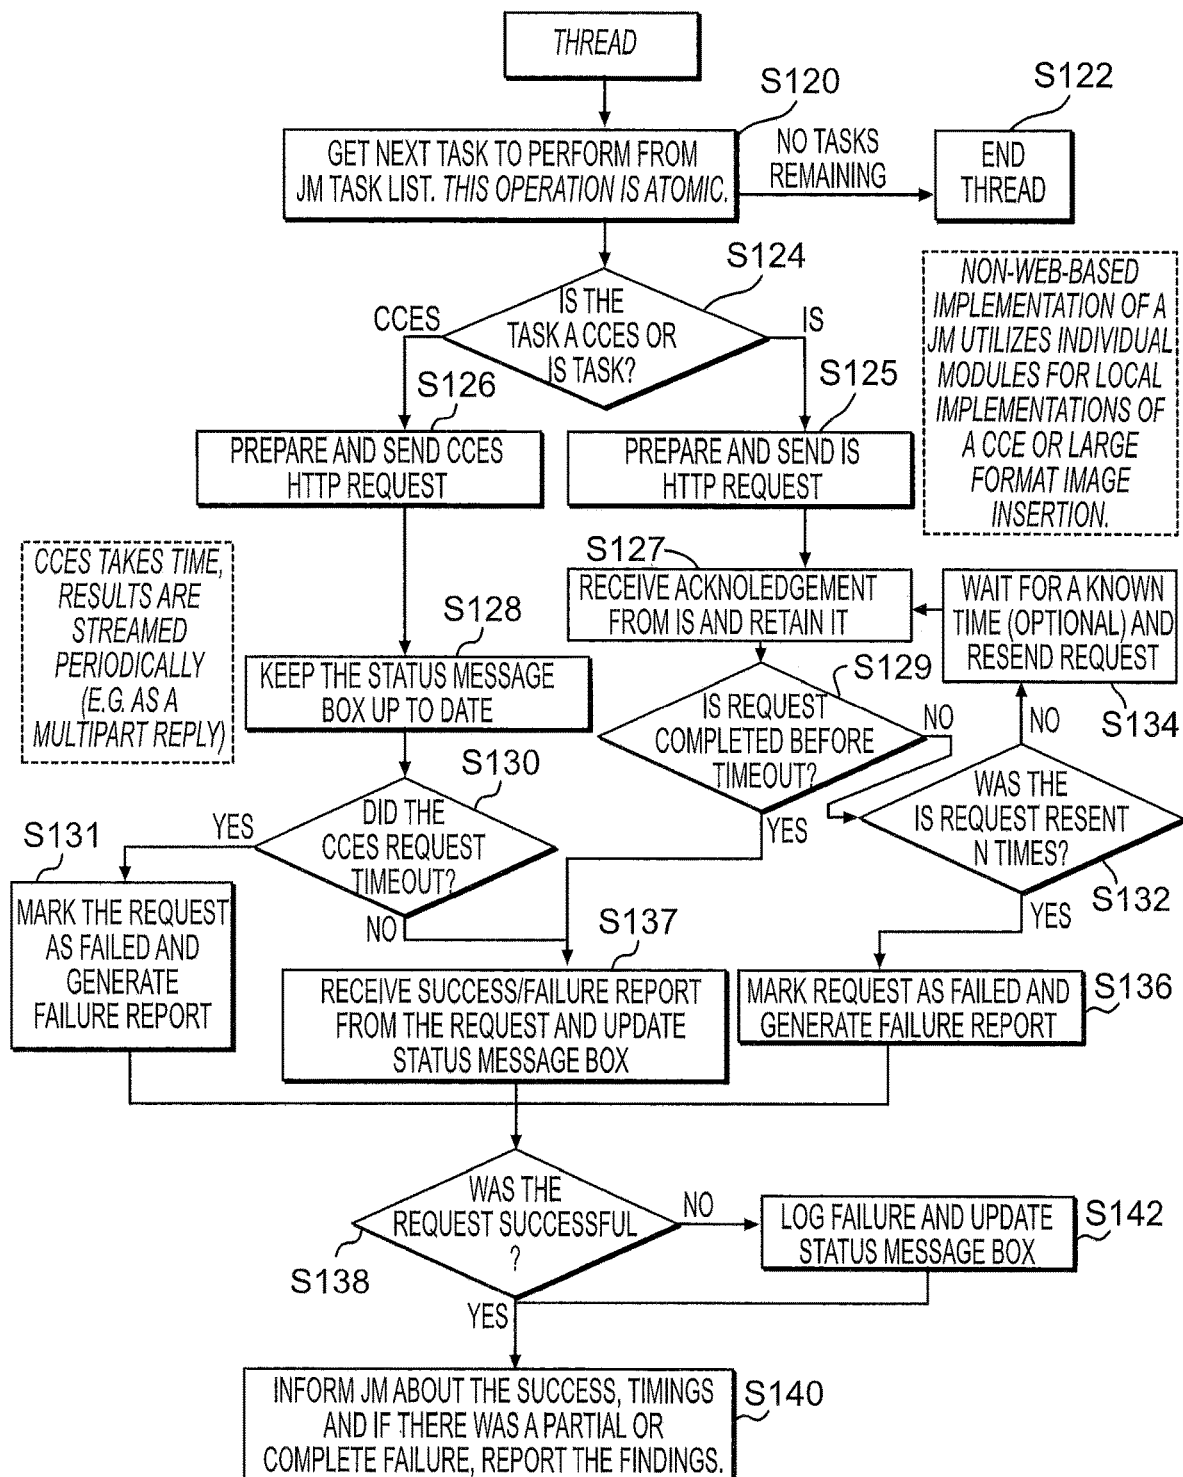 THREAD
S120
S122
GET NEXT TASK TO PERFORM FROM
JM TASK LIST. THIS OPERATION IS ATOMIC.
NO TASKS
REMAINING
END
THREAD
S124
IS THE
TASK A CCES OR
IS TASK?
CCES
IS
NON-WEB-BASED
IMPLEMENTATION OF A
JM UTILIZES INDIVIDUAL
MODULES FOR LOCAL
IMPLEMENTATIONS OF
A CCE OR LARGE
FORMAT IMAGE
INSERTION.
S126
S125
PREPARE AND SEND CCES
HTTP REQUEST
PREPARE AND SEND IS
HTTP REQUEST
CCES TAKES TIME,
RESULTS ARE
STREAMED
PERIODICALLY
(E.G. AS A
MULTIPART REPLY)
S127
RECEIVE ACKNOLEDGEMENT
FROM IS AND RETAIN IT
WAIT FOR A KNOWN
TIME (OPTIONAL) AND
RESEND REQUEST
S134
S128
KEEP THE STATUS MESSAGE
BOX UP TO DATE
S129
IS REQUEST
COMPLETED BEFORE
TIMEOUT?
NO
YES
NO
WAS THE
IS REQUEST RESENT
N TIMES?
S132
YES
S130
DID THE
CCES REQUEST
TIMEOUT?
YES
NO
S131
MARK THE REQUEST
AS FAILED AND
GENERATE
FAILURE REPORT
S137
RECEIVE SUCCESS/FAILURE REPORT
FROM THE REQUEST AND UPDATE
STATUS MESSAGE BOX
MARK REQUEST AS FAILED AND
GENERATE FAILURE REPORT
S136
WAS THE
REQUEST SUCCESSFUL
?
S138
NO
YES
LOG FAILURE AND UPDATE
STATUS MESSAGE BOX
S142
INFORM JM ABOUT THE SUCCESS, TIMINGS
AND IF THERE WAS A PARTIAL OR
COMPLETE FAILURE, REPORT THE FINDINGS.
S140